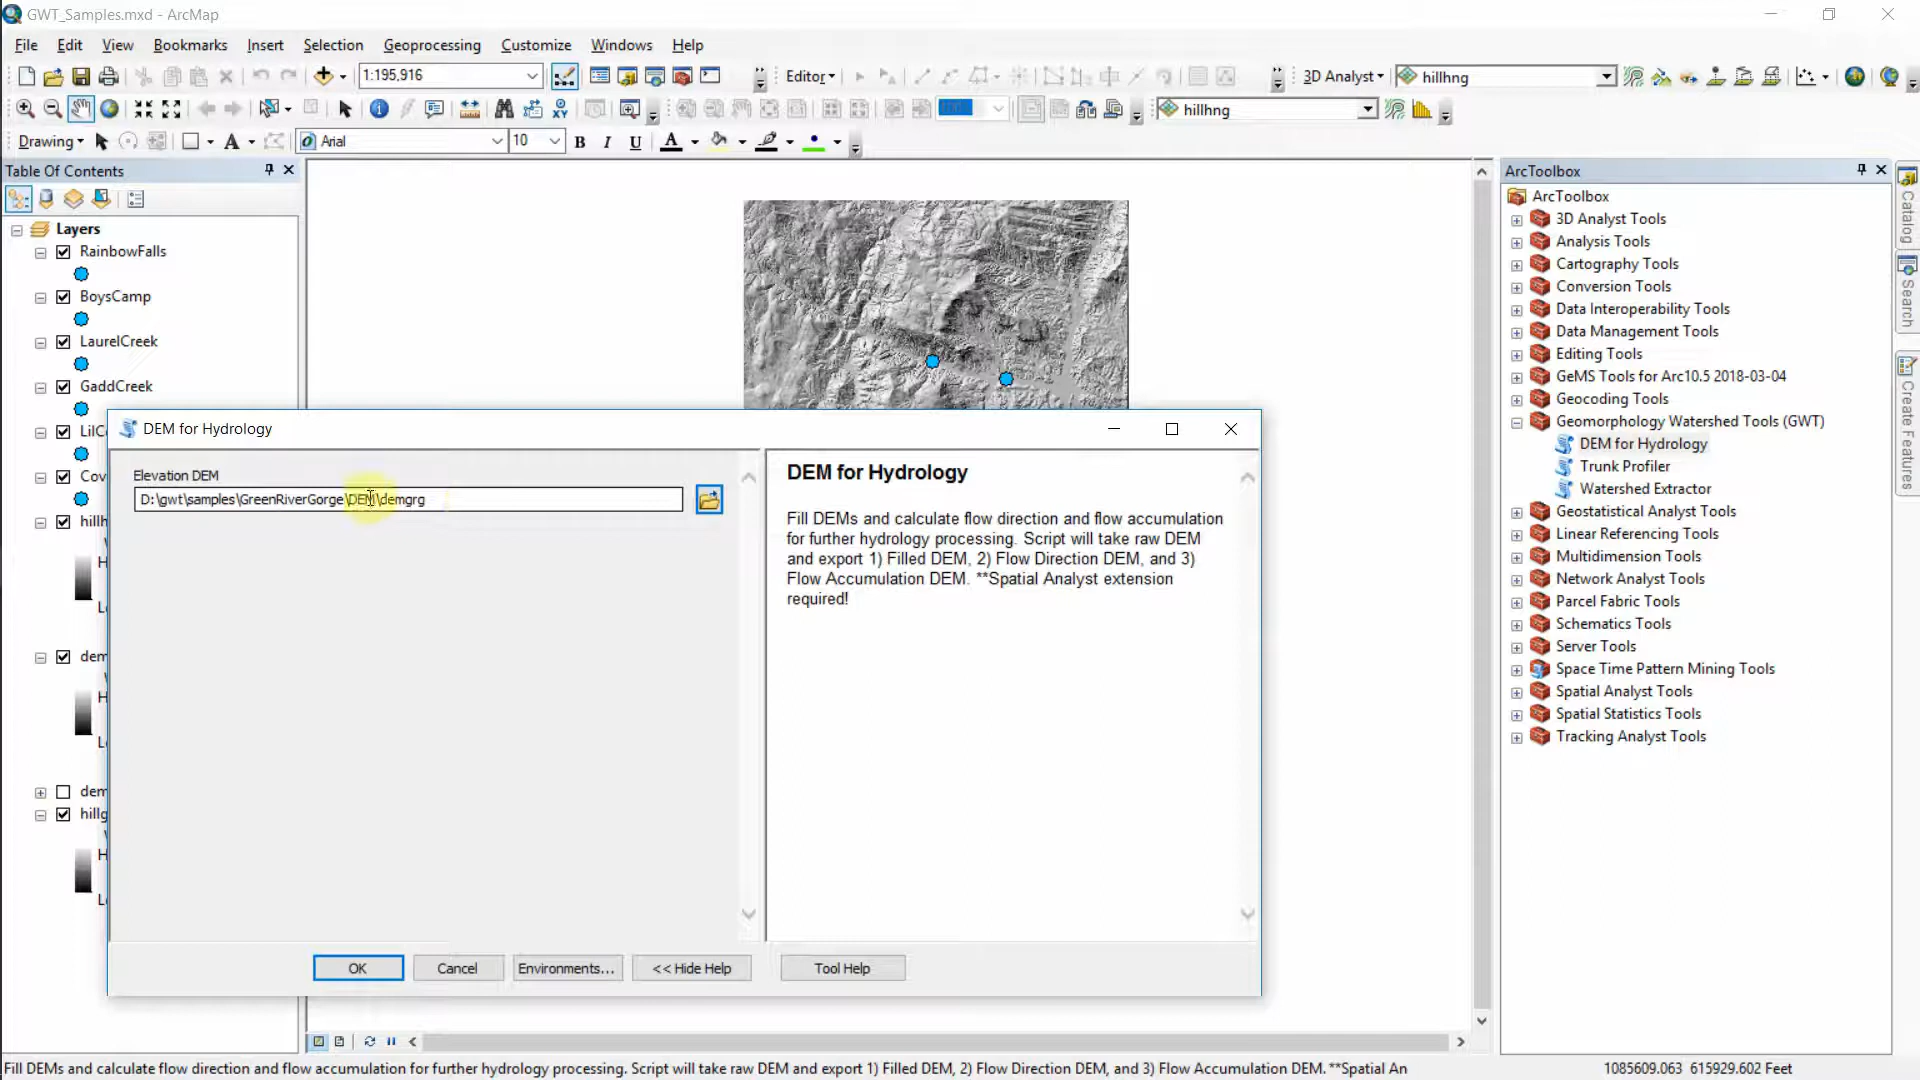 GWT_Samples.mxd - ArcMap
File Edit View Bookmarks Insert Selection Geoprocessing Customize Windows Help
1:195,916
Editor
3D Analyst
hillhng
hillhng
Drawing
A
Arial
10
B I U A
Table Of Contents
Layers
RainbowFalls
BoysCamp
LaurelCreek
GaddCreek
LilC
Cov
hillh
H
L
dem
H
L
dem
hillg
H
L
DEM for Hydrology
Elevation DEM
D:\gwt\samples\GreenRiverGorge\DEM\demgrg
OK
Cancel
Environments...
<< Hide Help
Tool Help
DEM for Hydrology
Fill DEMs and calculate flow direction and flow accumulation
for further hydrology processing. Script will take raw DEM
and export 1) Filled DEM, 2) Flow Direction DEM, and 3)
Flow Accumulation DEM. **Spatial Analyst extension
required!
ArcToolbox
ArcToolbox
3D Analyst Tools
Analysis Tools
Cartography Tools
Conversion Tools
Data Interoperability Tools
Data Management Tools
Editing Tools
GeMS Tools for Arc10.5 2018-03-04
Geocoding Tools
Geomorphology Watershed Tools (GWT)
DEM for Hydrology
Trunk Profiler
Watershed Extractor
Geostatistical Analyst Tools
Linear Referencing Tools
Multidimension Tools
Network Analyst Tools
Parcel Fabric Tools
Schematics Tools
Server Tools
Space Time Pattern Mining Tools
Spatial Analyst Tools
Spatial Statistics Tools
Tracking Analyst Tools
Catalog
Search
Create Features
Fill DEMs and calculate flow direction and flow accumulation for further hydrology processing. Script will take raw DEM and export 1) Filled DEM, 2) Flow Direction DEM, and 3) Flow Accumulation DEM. **Spatial An
1085609.063 615929.602 Feet